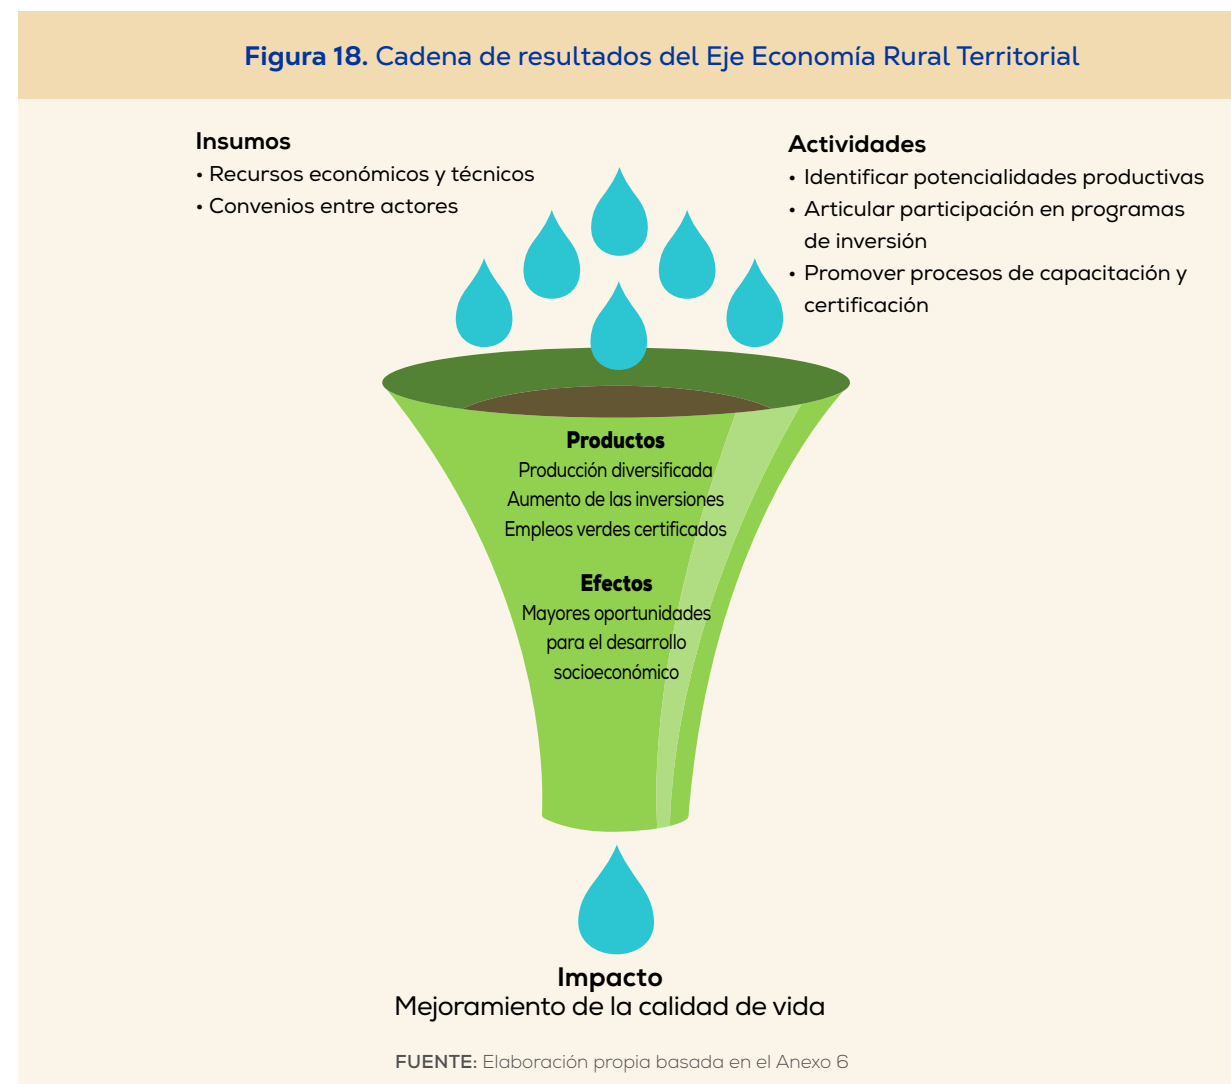 Figura 18. Cadena de resultados del Eje Economía Rural Territorial
Insumos
• Recursos económicos y técnicos
• Convenios entre actores
Actividades
• Identificar potencialidades productivas
• Articular participación en programas
de inversión
• Promover procesos de capacitación y
certificación
Productos
Producción diversificada
Aumento de las inversiones
Empleos verdes certificados
Efectos
Mayores oportunidades
para el desarrollo
socioeconómico
Impacto
Mejoramiento de la calidad de vida
FUENTE: Elaboración propia basada en el Anexo 6